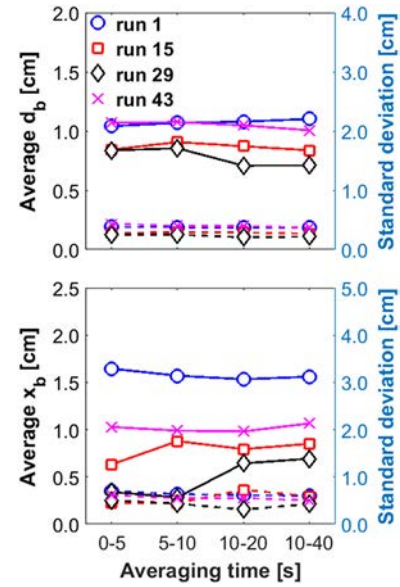 2.0
1.5
1.0
0.5
0.0
Average d_b [cm]
run 1
run 15
run 29
run 43
4.0
3.0
2.0
1.0
0.0
Standard deviation [cm]
2.5
2.0
1.5
1.0
0.5
0.0
Average x_b [cm]
5.0
4.0
3.0
2.0
1.0
0.0
Standard deviation [cm]
0-5 5-10 10-20 10-40
Averaging time [s]